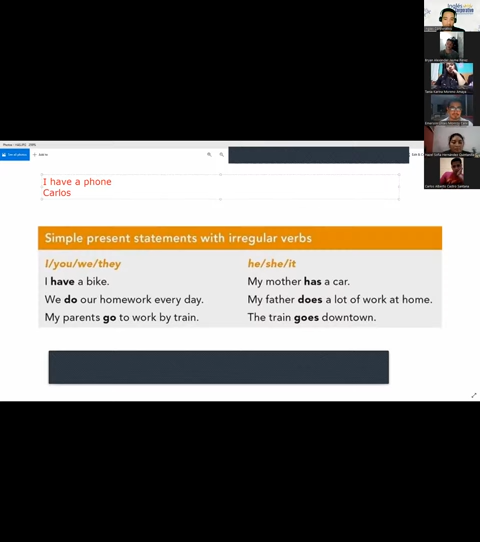 I have a phone
Carlos
Simple present statements with irregular verbs
I/you/we/they
I have a bike.
We do our homework every day.
My parents go to work by train.
he/she/it
My mother has a car.
My father does a lot of work at home.
The train goes downtown.